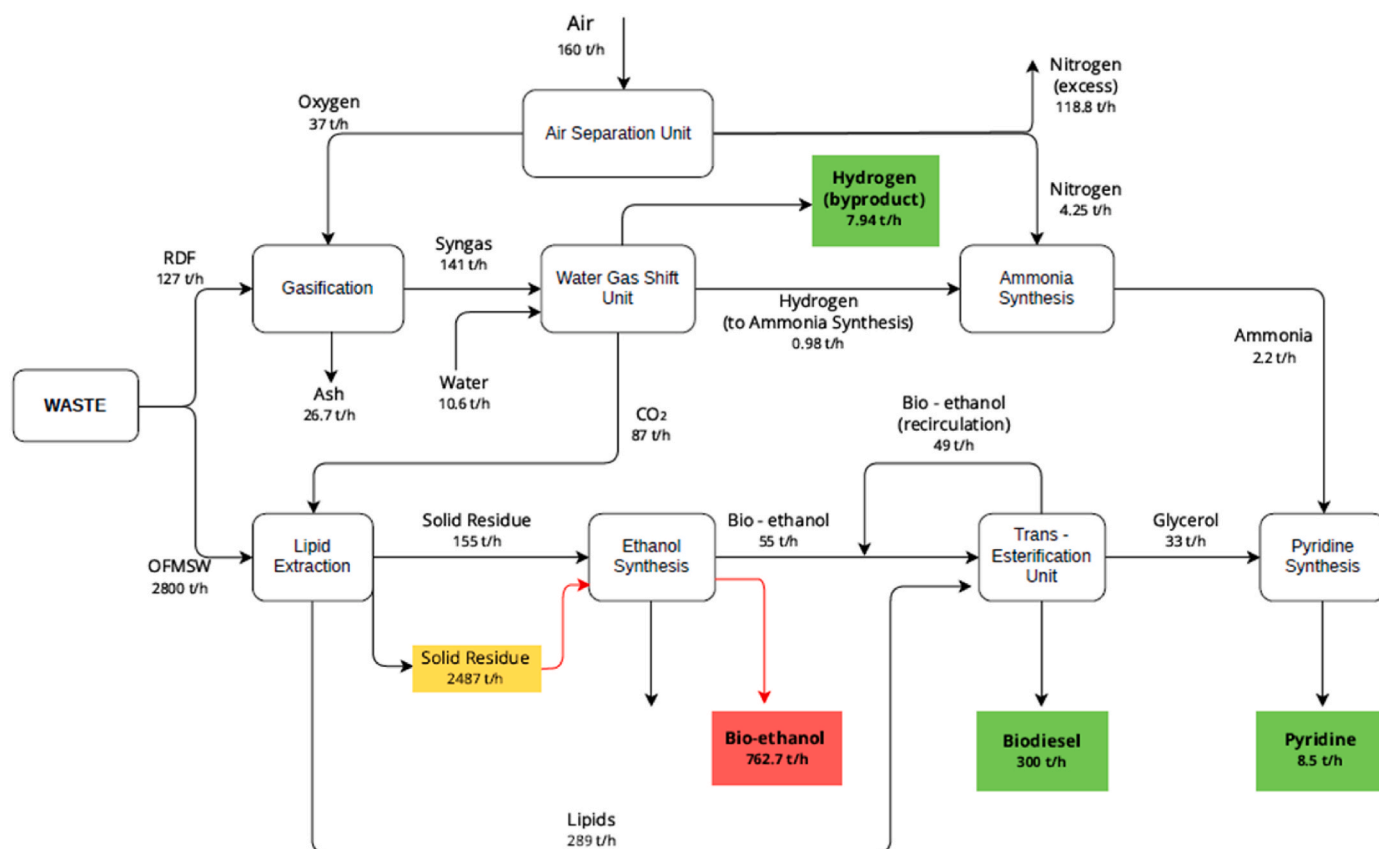 Air
160 t/h
Air Separation Unit
Oxygen
37 t/h
Nitrogen
(excess)
118.8 t/h
Hydrogen
(byproduct)
7.94 t/h
Nitrogen
4.25 t/h
RDF
127 t/h
Gasification
Syngas
141 t/h
Water Gas Shift
Unit
Hydrogen
(to Ammonia Synthesis)
0.98 t/h
Ammonia
Synthesis
Ash
26.7 t/h
Water
10.6 t/h
CO₂
87 t/h
Ammonia
2.2 t/h
WASTE
Bio - ethanol
(recirculation)
49 t/h
OFMSW
2800 t/h
Lipid
Extraction
Solid Residue
155 t/h
Ethanol
Synthesis
Bio - ethanol
55 t/h
Trans -
Esterification
Unit
Glycerol
33 t/h
Pyridine
Synthesis
Solid Residue
2487 t/h
Bio-ethanol
762.7 t/h
Biodiesel
300 t/h
Pyridine
8.5 t/h
Lipids
289 t/h